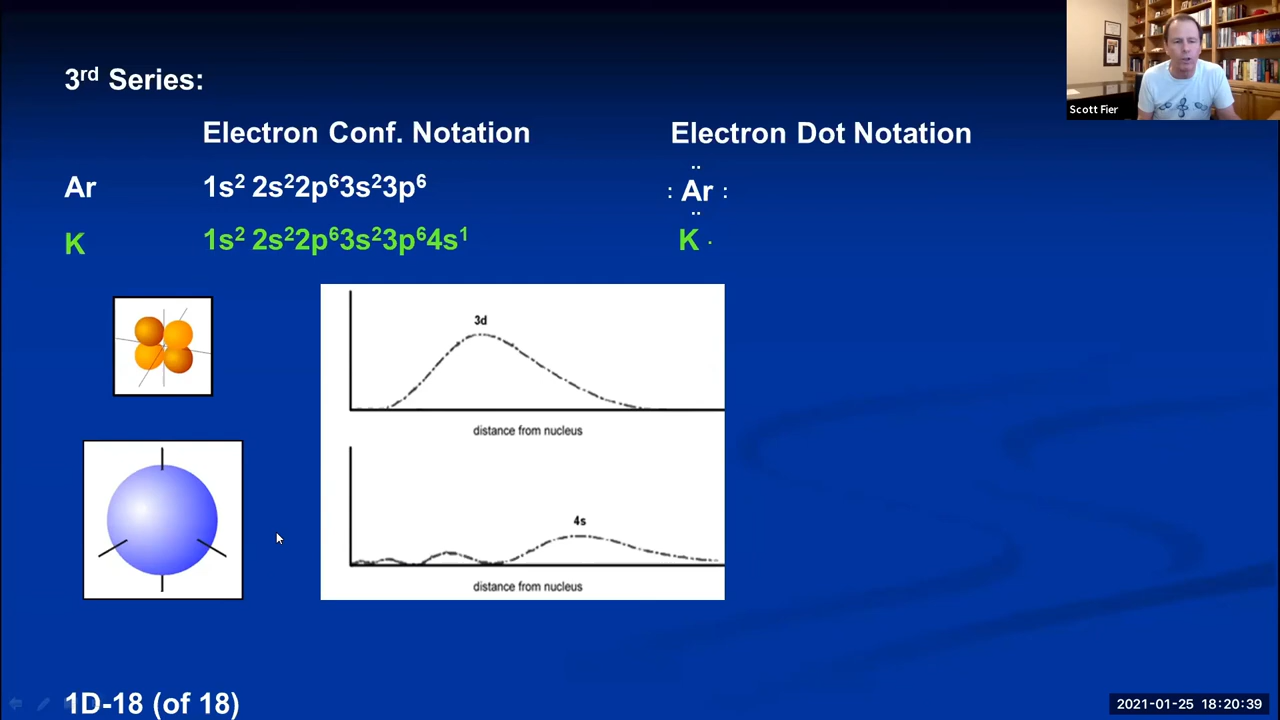 3rd Series:
Electron Conf. Notation
Electron Dot Notation
Ar
1s² 2s²2p⁶3s²3p⁶
: Ar :
K
1s² 2s²2p⁶3s²3p⁶4s¹
K ·
3d
distance from nucleus
4s
distance from nucleus
1D-18 (of 18)
Scott Fier
2021-01-25 18:20:39